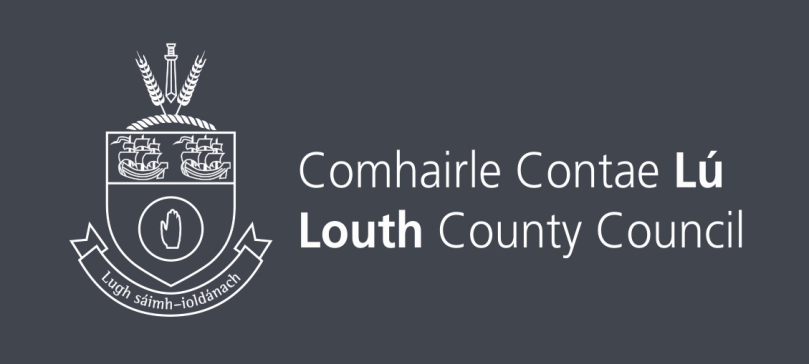 Comhairle Contae Lú
Louth County Council
Lugh sáimh-ioldánach